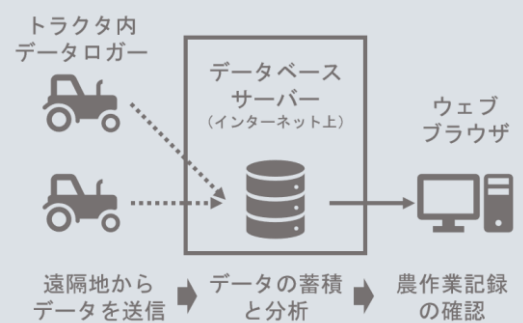 トラクタ内
データロガー
データベース
サーバー
（インターネット上）
ウェブ
ブラウザ
遠隔地から
データを送信
データの蓄積
と分析
農作業記録
の確認